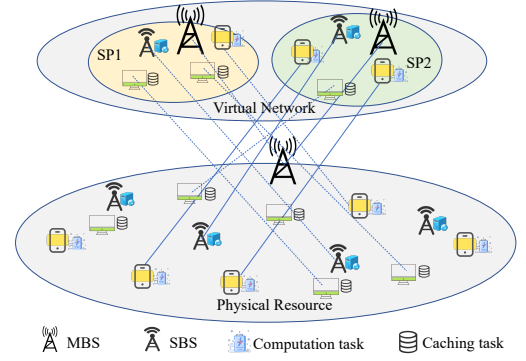 SP1
SP2
Virtual Network
Physical Resource
MBS
SBS
Computation task
Caching task